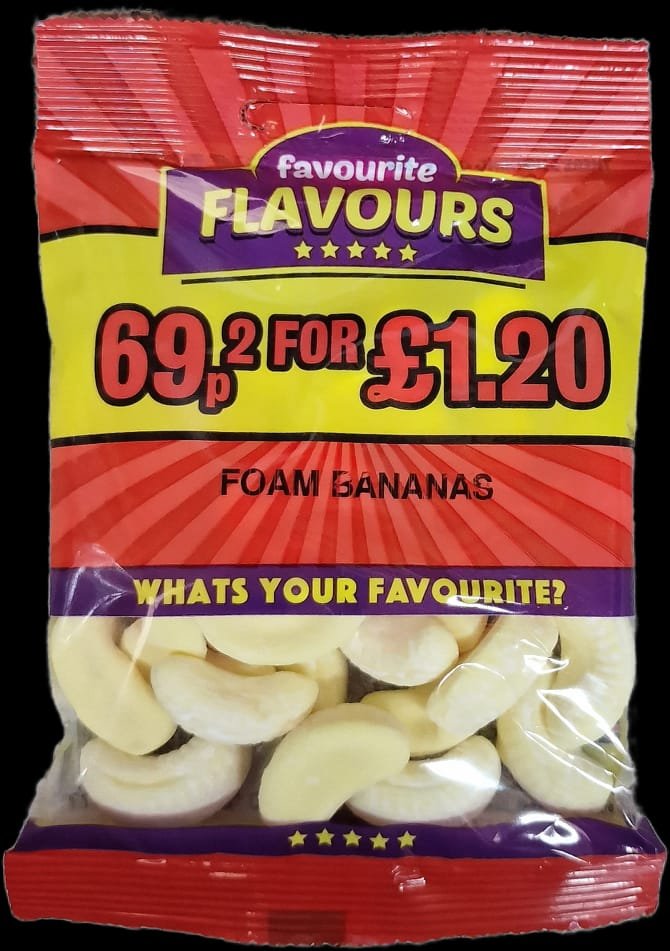 favourite
FLAVOURS
69p 2 FOR £1.20
FOAM BANANAS
WHATS YOUR FAVOURITE?